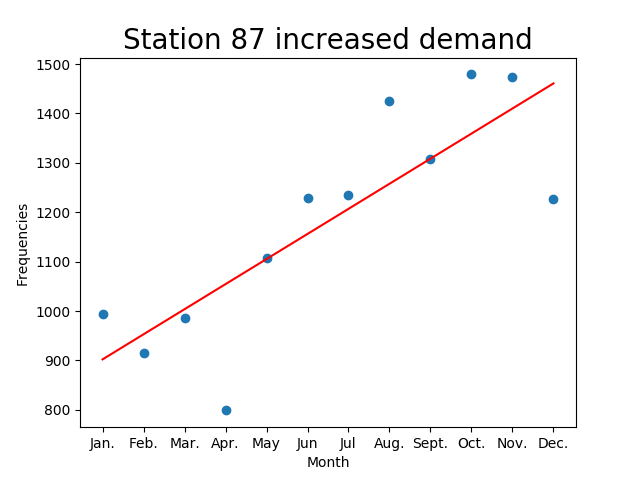 Station 87 increased demand
1500
1400
1300
1200
1100
1000
900
800
Frequencies
Jan. Feb. Mar. Apr. May Jun Jul Aug. Sept. Oct. Nov. Dec.
Month